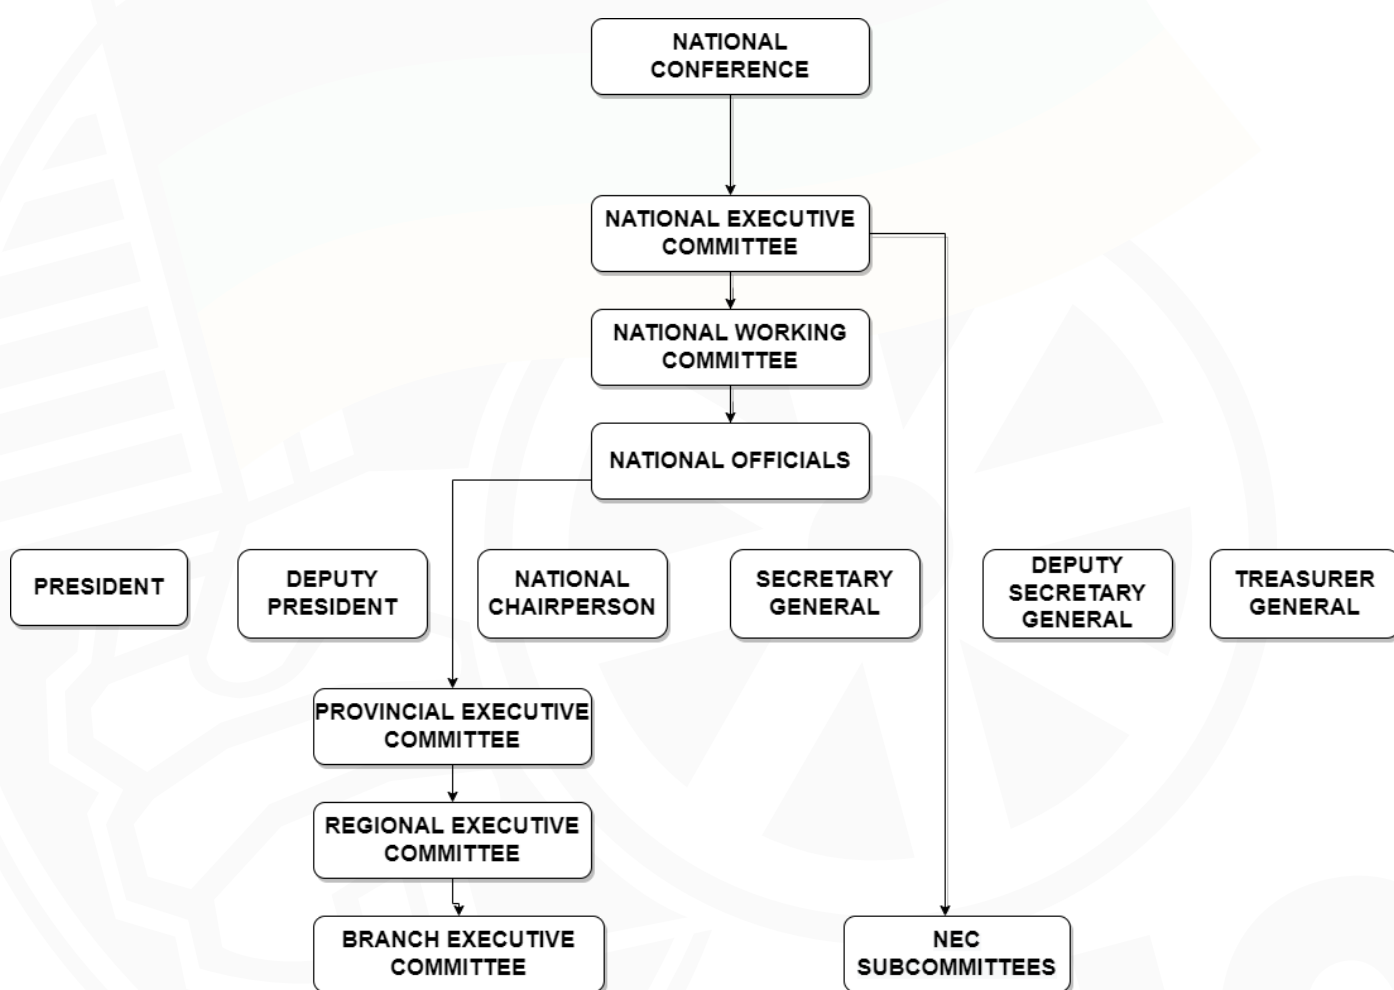 NATIONAL
CONFERENCE
NATIONAL EXECUTIVE
COMMITTEE
NATIONAL WORKING
COMMITTEE
NATIONAL OFFICIALS
PRESIDENT
DEPUTY
PRESIDENT
NATIONAL
CHAIRPERSON
SECRETARY
GENERAL
DEPUTY
SECRETARY
GENERAL
TREASURER
GENERAL
PROVINCIAL EXECUTIVE
COMMITTEE
REGIONAL EXECUTIVE
COMMITTEE
BRANCH EXECUTIVE
COMMITTEE
NEC
SUBCOMMITTEES